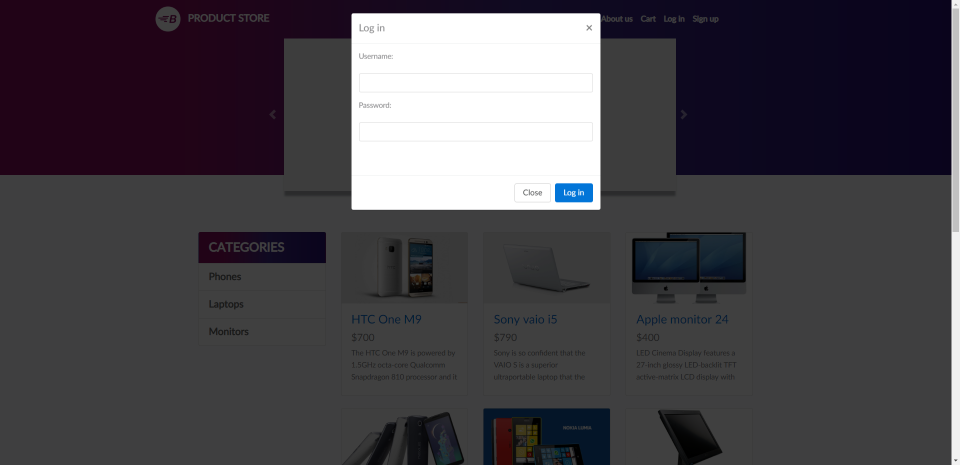 B PRODUCT STORE
About us Cart Log in Sign up
Log in ×
Username:
Password:
Close Log in
CATEGORIES
Phones
Laptops
Monitors
HTC One M9
$700
The HTC One M9 is powered by
1.5GHz octa-core Qualcomm
Snapdragon 810 processor and it
Sony vaio i5
$790
Sony is so confident that the
VAIO S is a superior
ultraportable laptop that the
Apple monitor 24
$400
LED Cinema Display features a
27-inch glossy LED-backlit TFT
active-matrix LCD display with
NOKIA LUMIA